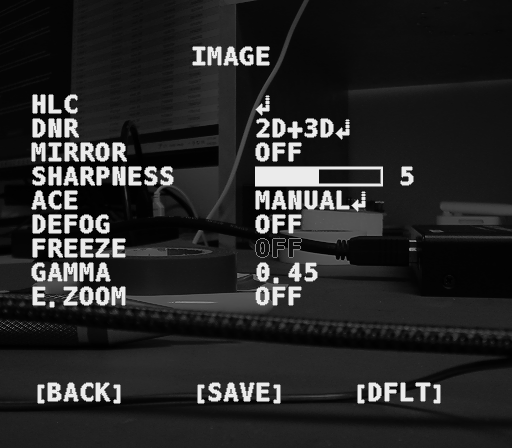 IMAGE
HLC ↲
DNR 2D+3D↲
MIRROR OFF
SHARPNESS 5
ACE MANUAL↲
DEFOG OFF
FREEZE OFF
GAMMA 0.45
E.ZOOM OFF
[BACK] [SAVE] [DFLT]